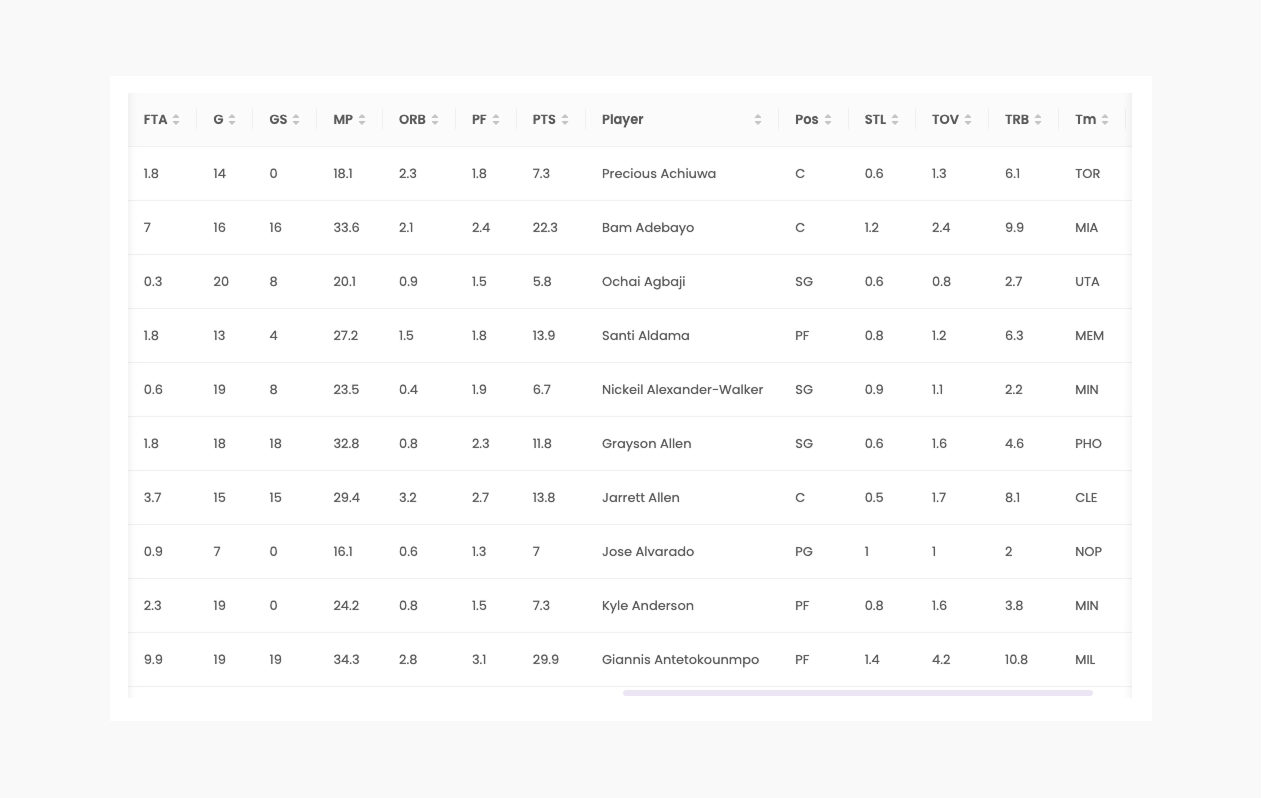 FTA G GS MP ORB PF PTS Player Pos STL TOV TRB Tm
1.8 14 0 18.1 2.3 1.8 7.3 Precious Achiuwa C 0.6 1.3 6.1 TOR
7 16 16 33.6 2.1 2.4 22.3 Bam Adebayo C 1.2 2.4 9.9 MIA
0.3 20 8 20.1 0.9 1.5 5.8 Ochai Agbaji SG 0.6 0.8 2.7 UTA
1.8 13 4 27.2 1.5 1.8 13.9 Santi Aldama PF 0.8 1.2 6.3 MEM
0.6 19 8 23.5 0.4 1.9 6.7 Nickeil Alexander-Walker SG 0.9 1.1 2.2 MIN
1.8 18 18 32.8 0.8 2.3 11.8 Grayson Allen SG 0.6 1.6 4.6 PHO
3.7 15 15 29.4 3.2 2.7 13.8 Jarrett Allen C 0.5 1.7 8.1 CLE
0.9 7 0 16.1 0.6 1.3 7 Jose Alvarado PG 1 1 2 NOP
2.3 19 0 24.2 0.8 1.5 7.3 Kyle Anderson PF 0.8 1.6 3.8 MIN
9.9 19 19 34.3 2.8 3.1 29.9 Giannis Antetokounmpo PF 1.4 4.2 10.8 MIL